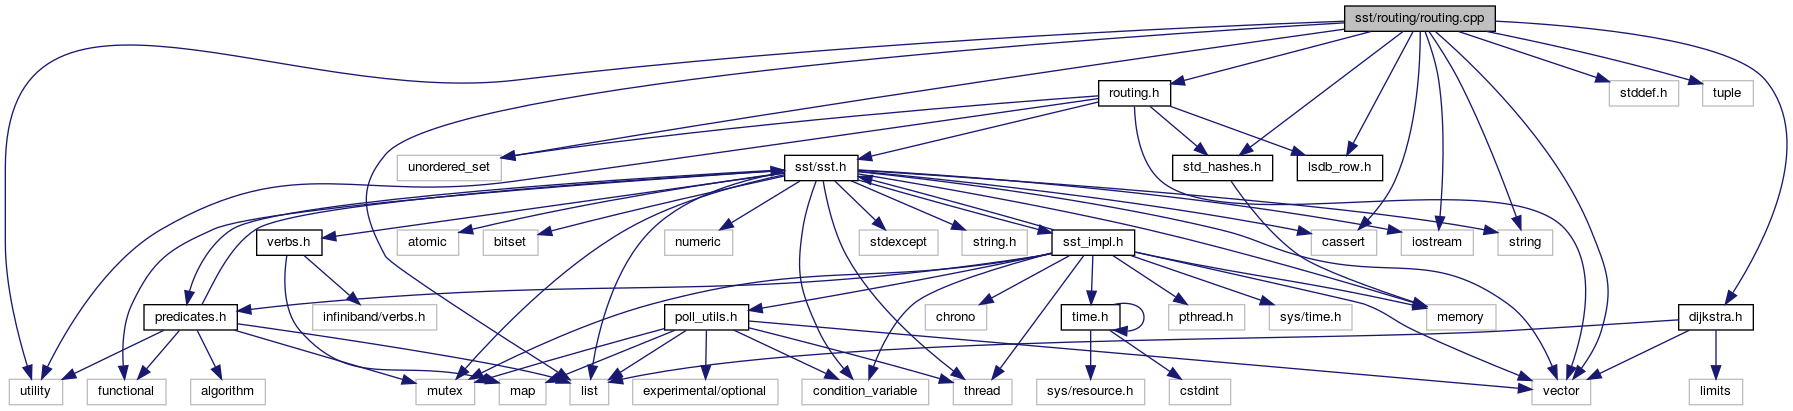 sst/routing/routing.cpp
routing.h
stddef.h
tuple
unordered_set
sst/sst.h
std_hashes.h
lsdb_row.h
verbs.h
atomic
bitset
numeric
stdexcept
string.h
sst_impl.h
cassert
iostream
string
predicates.h
infiniband/verbs.h
poll_utils.h
chrono
time.h
pthread.h
sys/time.h
memory
dijkstra.h
utility
functional
algorithm
mutex
map
list
experimental/optional
condition_variable
thread
sys/resource.h
cstdint
vector
limits